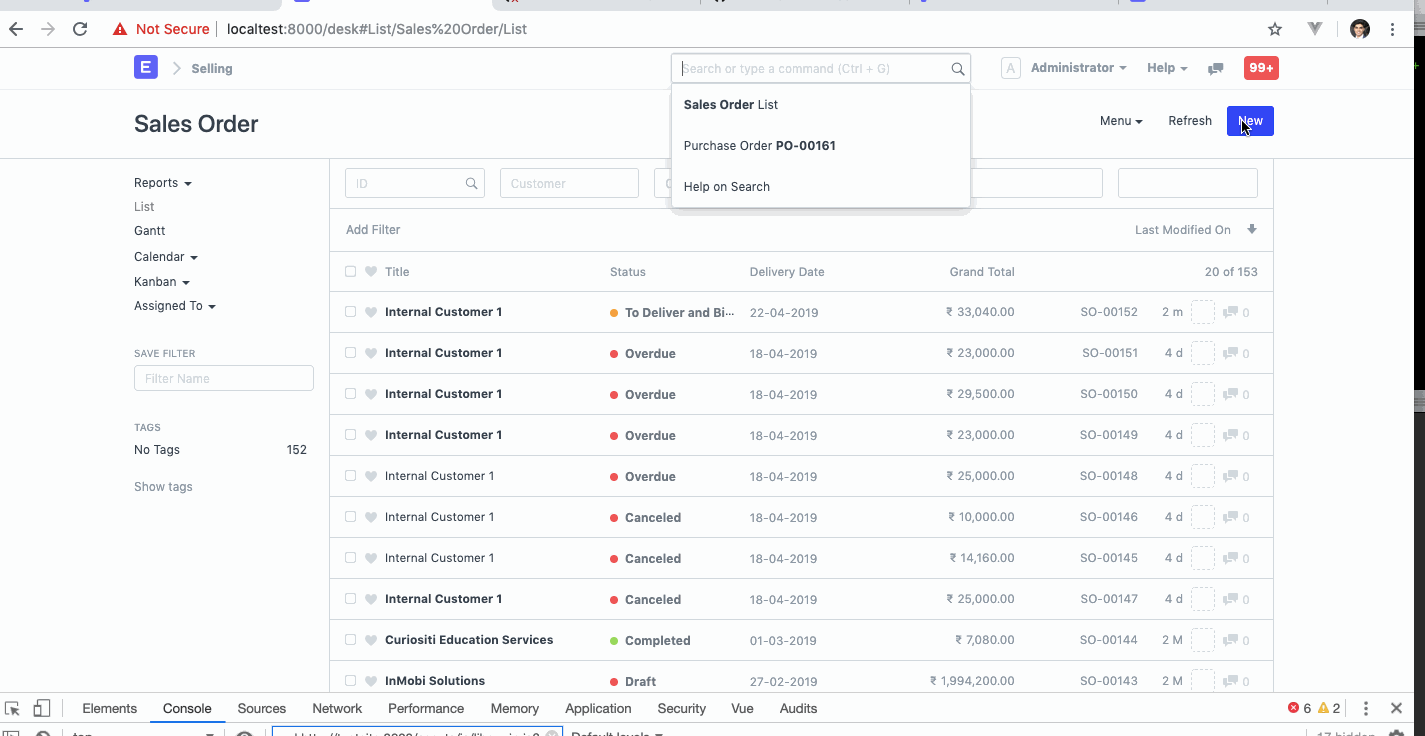 Not Secure localtest:8000/desk#List/Sales%20Order/List
E Selling Search or type a command (Ctrl + G) A Administrator Help 99+
Sales Order List
Purchase Order PO-00161
Help on Search
Sales Order Menu Refresh New
Reports
List
Gantt
Calendar
Kanban
Assigned To
SAVE FILTER
Filter Name
TAGS
No Tags 152
Show tags
ID Customer
Add Filter Last Modified On
Title Status Delivery Date Grand Total 20 of 153
Internal Customer 1 To Deliver and Bi... 22-04-2019 ₹ 33,040.00 SO-00152 2 m 0
Internal Customer 1 Overdue 18-04-2019 ₹ 23,000.00 SO-00151 4 d 0
Internal Customer 1 Overdue 18-04-2019 ₹ 29,500.00 SO-00150 4 d 0
Internal Customer 1 Overdue 18-04-2019 ₹ 23,000.00 SO-00149 4 d 0
Internal Customer 1 Overdue 18-04-2019 ₹ 25,000.00 SO-00148 4 d 0
Internal Customer 1 Canceled 18-04-2019 ₹ 10,000.00 SO-00146 4 d 0
Internal Customer 1 Canceled 18-04-2019 ₹ 14,160.00 SO-00145 4 d 0
Internal Customer 1 Canceled 18-04-2019 ₹ 25,000.00 SO-00147 4 d 0
Curiositi Education Services Completed 01-03-2019 ₹ 7,080.00 SO-00144 2 M 0
InMobi Solutions Draft 27-02-2019 ₹ 1,994,200.00 SO-00143 2 M 0
Elements Console Sources Network Performance Memory Application Security Vue Audits 6 2
top Default levels 17 hidden